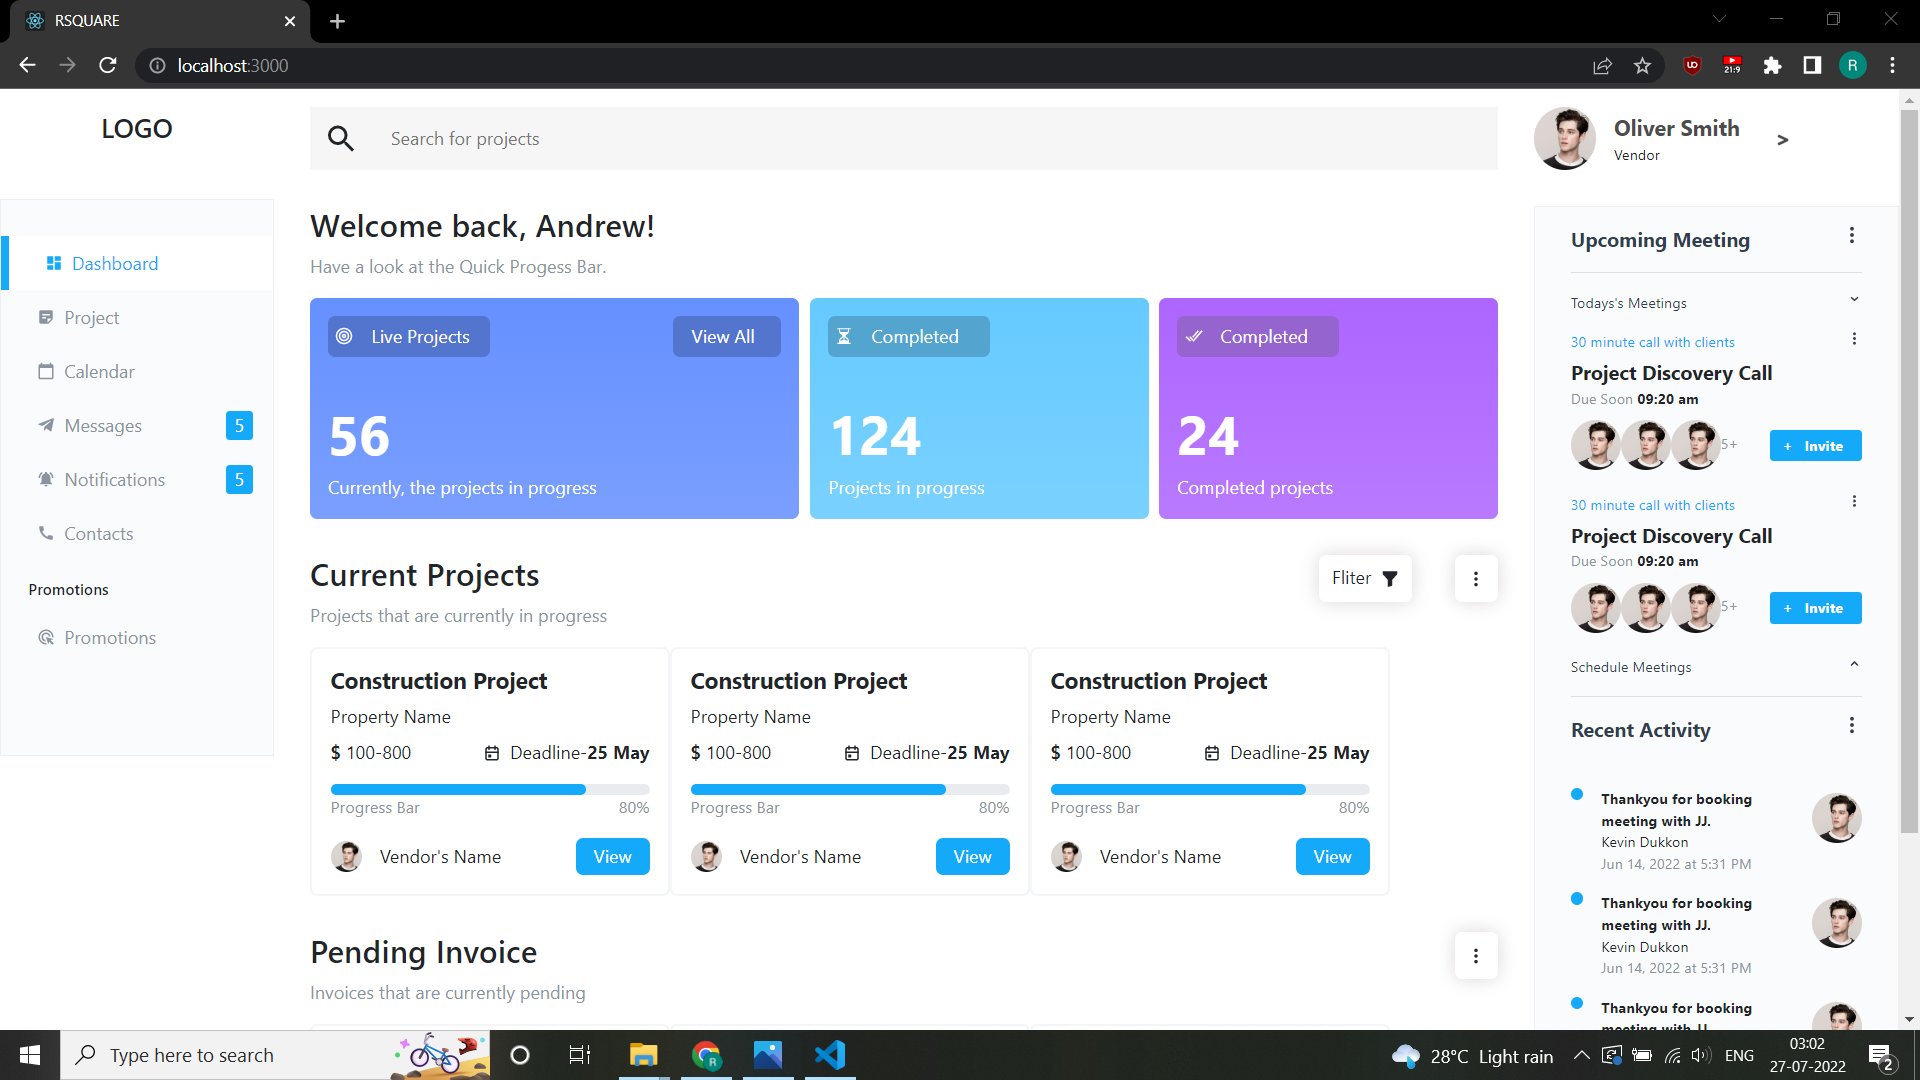 RSQUARE
localhost:3000
21:9
R
LOGO
Search for projects
Oliver Smith
Vendor
>
Dashboard
Project
Calendar
Messages 5
Notifications 5
Contacts
Promotions
Promotions
Welcome back, Andrew!
Have a look at the Quick Progess Bar.
Live Projects View All
56
Currently, the projects in progress
Completed
124
Projects in progress
Completed
24
Completed projects
Current Projects
Projects that are currently in progress
Fliter
Construction Project
Property Name
$ 100-800 Deadline-25 May
Progress Bar 80%
Vendor's Name View
Construction Project
Property Name
$ 100-800 Deadline-25 May
Progress Bar 80%
Vendor's Name View
Construction Project
Property Name
$ 100-800 Deadline-25 May
Progress Bar 80%
Vendor's Name View
Pending Invoice
Invoices that are currently pending
Upcoming Meeting
Todays's Meetings
30 minute call with clients
Project Discovery Call
Due Soon 09:20 am
5+ + Invite
30 minute call with clients
Project Discovery Call
Due Soon 09:20 am
5+ + Invite
Schedule Meetings
Recent Activity
Thankyou for booking
meeting with JJ.
Kevin Dukkon
Jun 14, 2022 at 5:31 PM
Thankyou for booking
meeting with JJ.
Kevin Dukkon
Jun 14, 2022 at 5:31 PM
Thankyou for booking
meeting with JJ.
Type here to search
28°C Light rain
ENG
03:02
27-07-2022
2